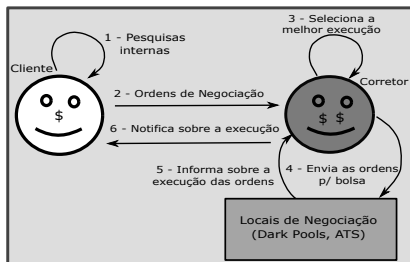 1 - Pesquisas
internas
3 - Seleciona a
melhor execução
Cliente
Corretor
$
$ $
2 - Ordens de Negociação
6 - Notifica sobre a execução
5 - Informa sobre a
execução das ordens
4 - Envia as ordens
p/ bolsa
Locais de Negociação
(Dark Pools, ATS)